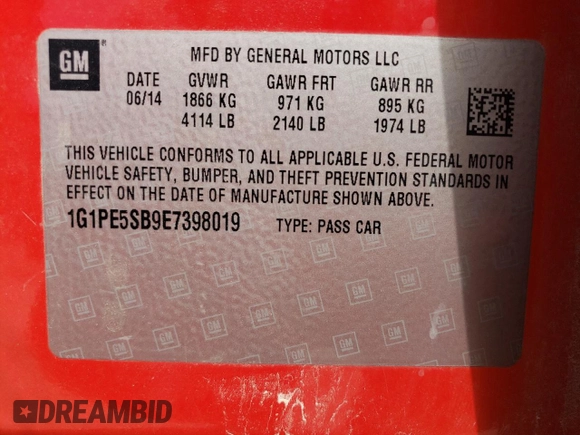 GM
MFD BY GENERAL MOTORS LLC
DATE GVWR GAWR FRT GAWR RR
06/14 1866 KG 971 KG 895 KG
4114 LB 2140 LB 1974 LB
THIS VEHICLE CONFORMS TO ALL APPLICABLE U.S. FEDERAL MOTOR
VEHICLE SAFETY, BUMPER, AND THEFT PREVENTION STANDARDS IN
EFFECT ON THE DATE OF MANUFACTURE SHOWN ABOVE.
1G1PE5SB9E7398019 TYPE: PASS CAR
DREAMBID